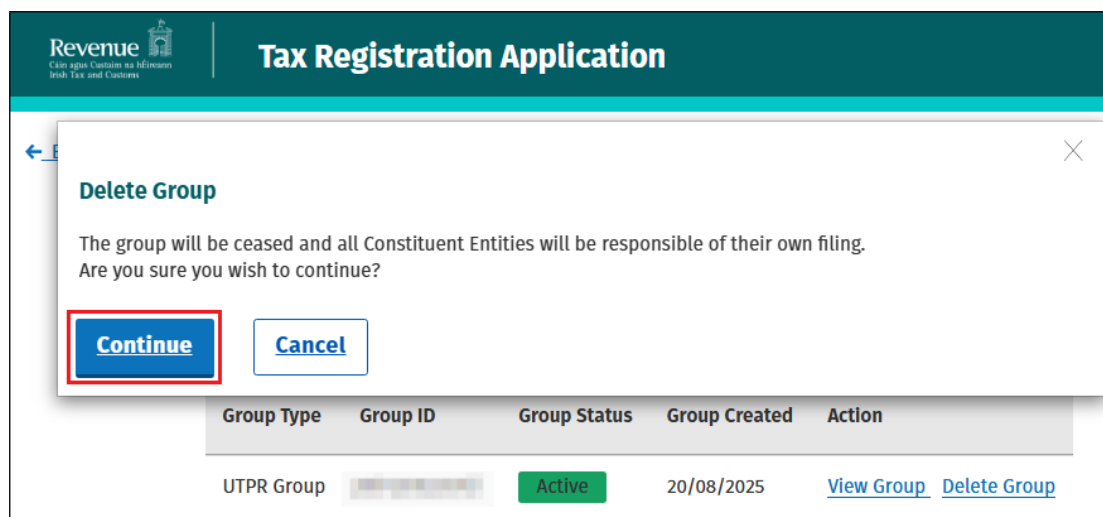 Revenue
Cáin agus Custaim na hÉireann
Irish Tax and Customs
Tax Registration Application
←
Delete Group
The group will be ceased and all Constituent Entities will be responsible of their own filing.
Are you sure you wish to continue?
Continue
Cancel
Group Type Group ID Group Status Group Created Action
UTPR Group Active 20/08/2025 View Group Delete Group